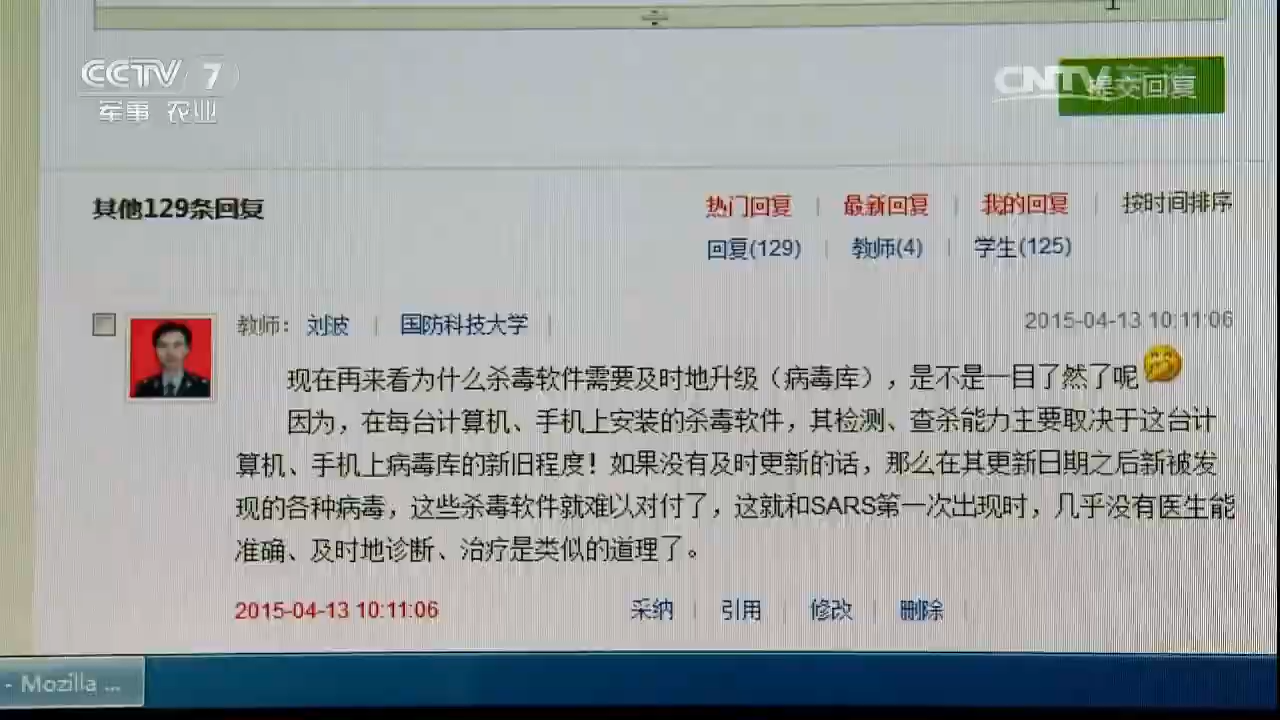 CCTV 7
军事 农业
CNTV
提交回复
其他129条回复
热门回复 | 最新回复 | 我的回复 | 按时间排序
回复(129) | 教师(4) | 学生(125)
教师： 刘波 | 国防科技大学 |
2015-04-13 10:11:06
现在再来看为什么杀毒软件需要及时地升级（病毒库），是不是一目了然了呢
因为，在每台计算机、手机上安装的杀毒软件，其检测、查杀能力主要取决于这台计
算机、手机上病毒库的新旧程度！如果没有及时更新的话，那么在其更新日期之后新被发
现的各种病毒，这些杀毒软件就难以对付了，这就和SARS第一次出现时，几乎没有医生能
准确、及时地诊断、治疗是类似的道理了。
2015-04-13 10:11:06
采纳 | 引用 | 修改 | 删除 |
- Mozilla ...